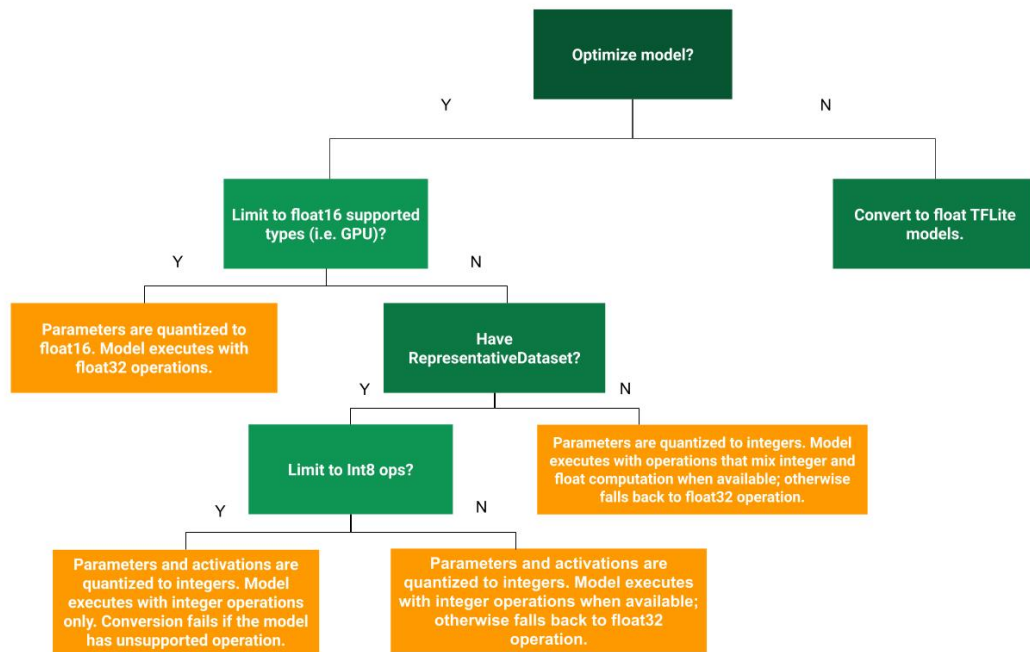 Optimize model?
Y
N
Limit to float16 supported
types (i.e. GPU)?
Convert to float TFLite
models.
Y
N
Parameters are quantized to
float16. Model executes with
float32 operations.
Have
RepresentativeDataset?
Y
N
Limit to Int8 ops?
Parameters are quantized to integers. Model
executes with operations that mix integer and
float computation when available; otherwise
falls back to float32 operation.
Y
N
Parameters and activations are
quantized to integers. Model
executes with integer operations
only. Conversion fails if the model
has unsupported operation.
Parameters and activations are
quantized to integers. Model executes
with integer operations when available;
otherwise falls back to float32
operation.